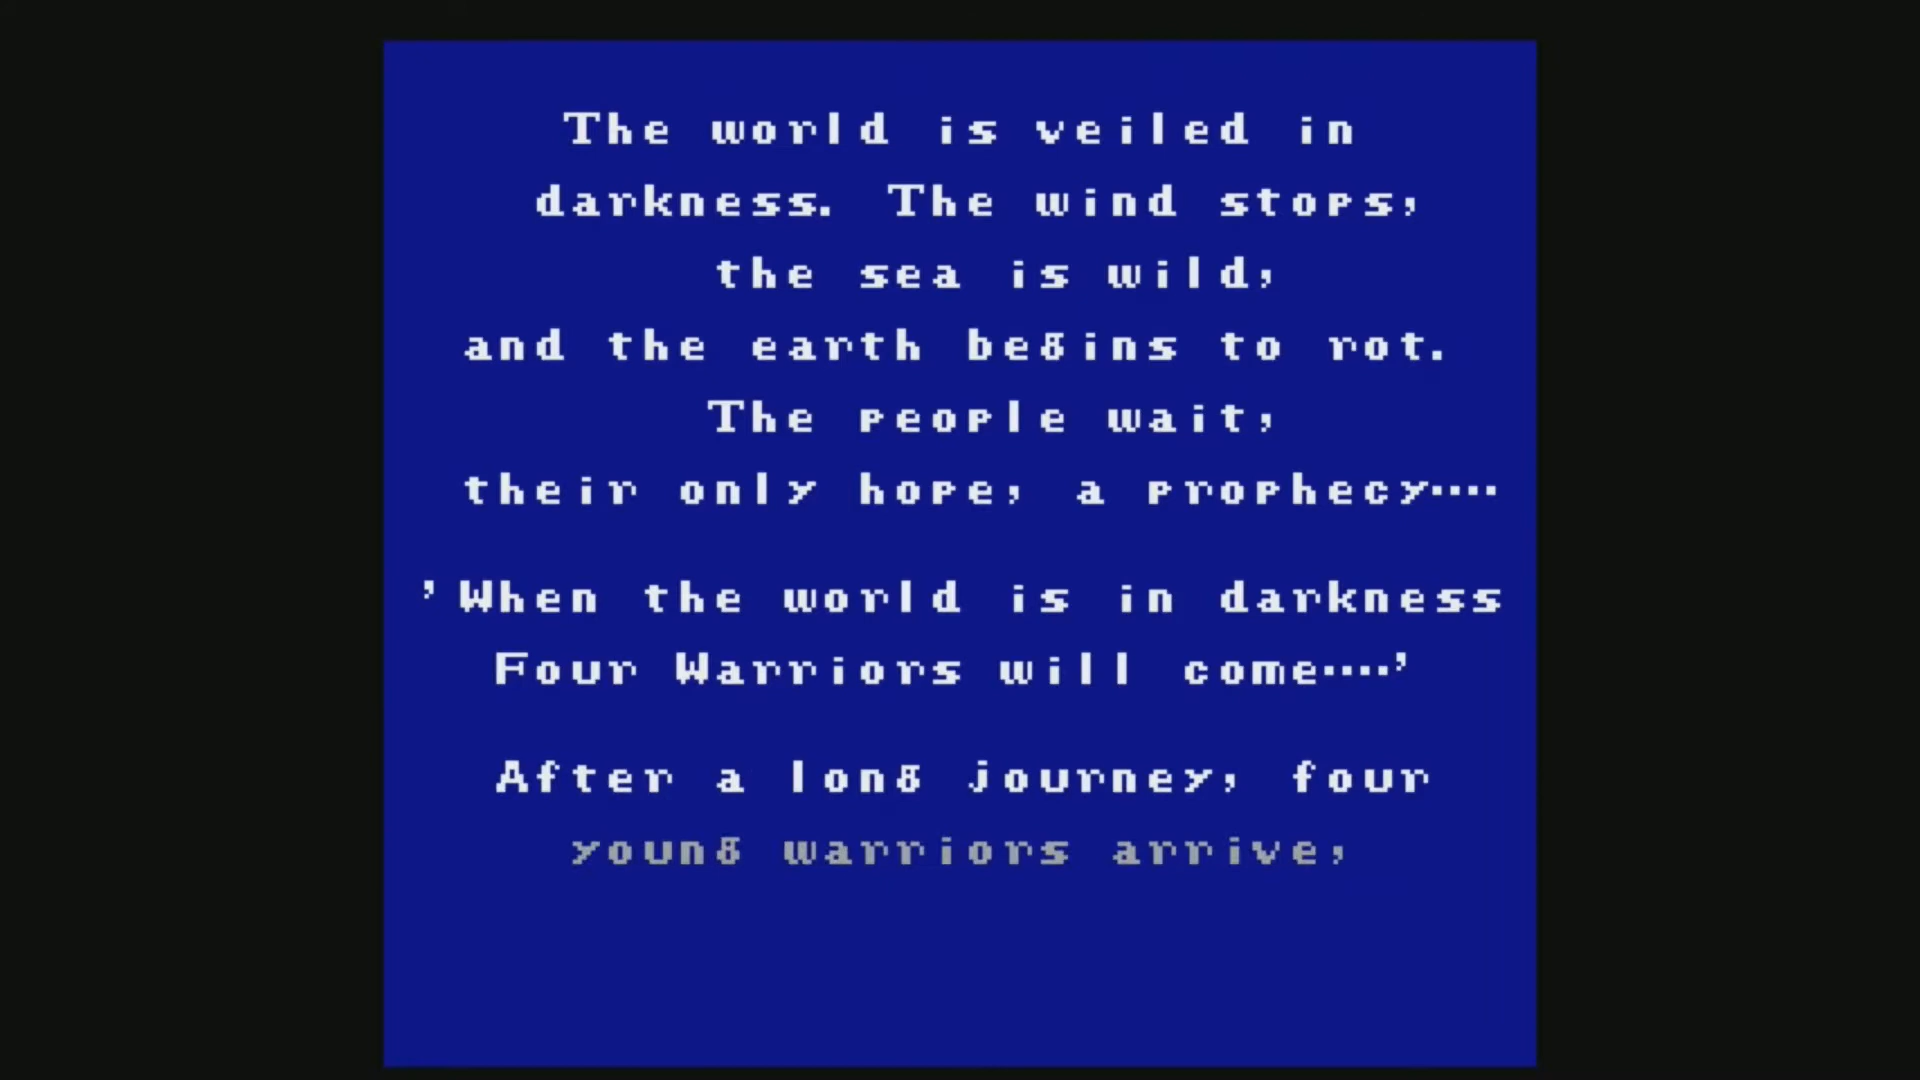 The world is veiled in
darkness. The wind stops,
the sea is wild,
and the earth begins to rot.
The people wait,
their only hope, a prophecy....
'When the world is in darkness
Four Warriors will come....'
After a long journey, four
young warriors arrive,